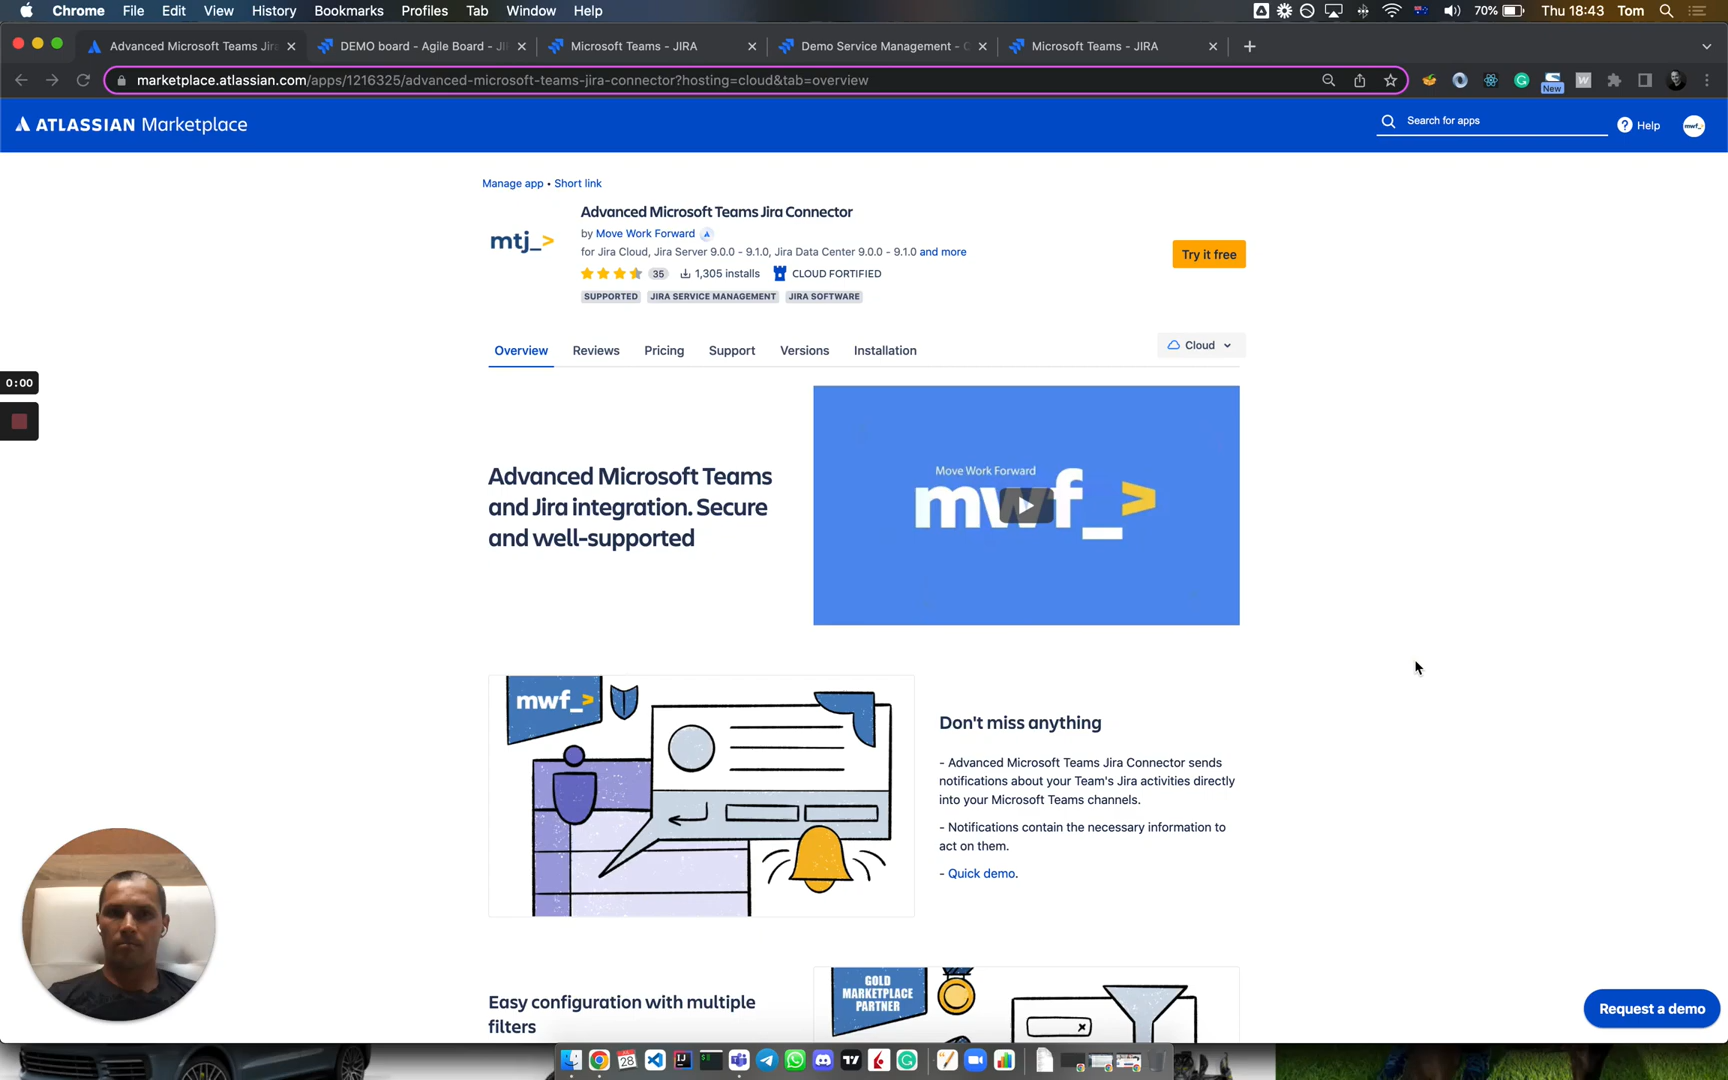 Chrome File Edit View History Bookmarks Profiles Tab Window Help
70% Thu 18:43 Tom
Advanced Microsoft Teams Jira
DEMO board - Agile Board - JI
Microsoft Teams - JIRA
Demo Service Management -
Microsoft Teams - JIRA
marketplace.atlassian.com/apps/1216325/advanced-microsoft-teams-jira-connector?hosting=cloud&tab=overview
New
ATLASSIAN Marketplace
Search for apps
Help
mwf_
Manage app • Short link
mtj_>
Advanced Microsoft Teams Jira Connector
by Move Work Forward
for Jira Cloud, Jira Server 9.0.0 - 9.1.0, Jira Data Center 9.0.0 - 9.1.0 and more
35 1,305 installs CLOUD FORTIFIED
SUPPORTED JIRA SERVICE MANAGEMENT JIRA SOFTWARE
Try it free
Overview Reviews Pricing Support Versions Installation
Cloud
0:00
Advanced Microsoft Teams
and Jira integration. Secure
and well-supported
Move Work Forward
mwf_>
mwf_>
Don't miss anything
- Advanced Microsoft Teams Jira Connector sends
notifications about your Team's Jira activities directly
into your Microsoft Teams channels.
- Notifications contain the necessary information to
act on them.
- Quick demo.
Easy configuration with multiple
filters
GOLD
MARKETPLACE
PARTNER
x
Request a demo
28